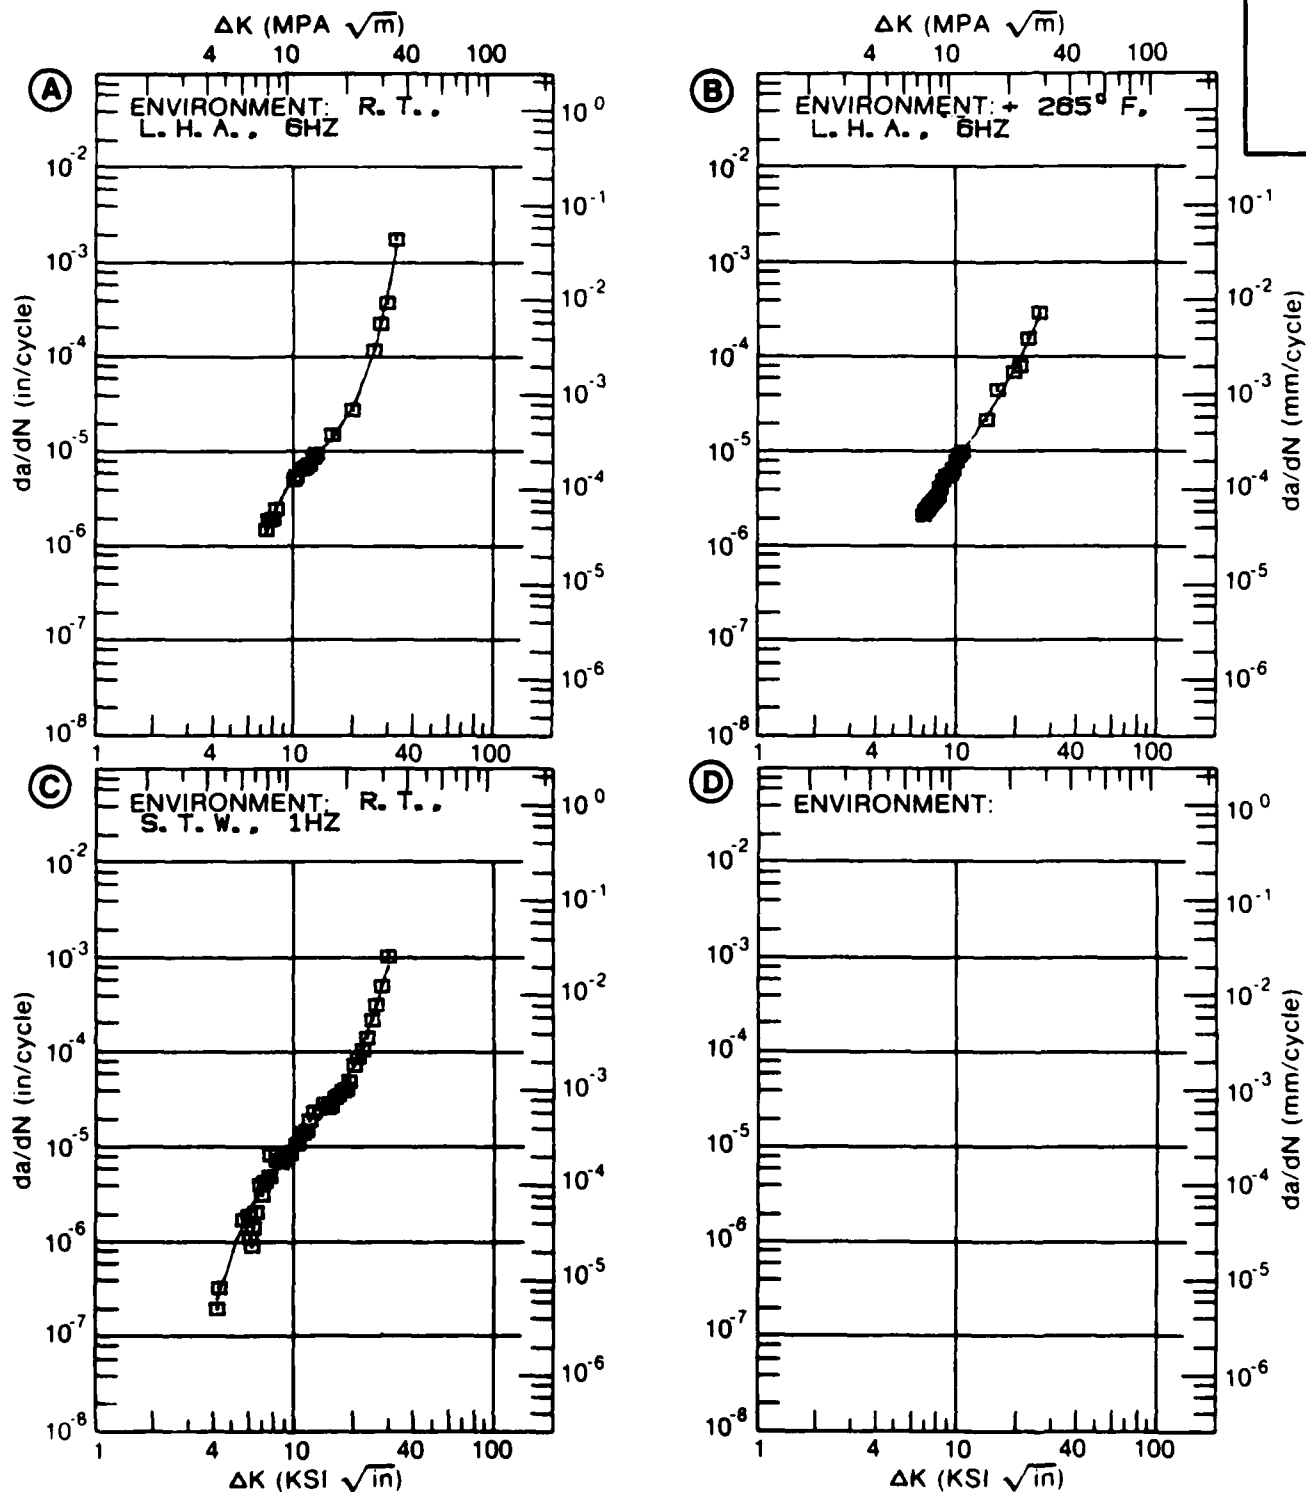 ΔK (MPA √m)
4 10 40 100
A
ENVIRONMENT: R. T.,
L. H. A., 6HZ
10^0
10^-2
10^-1
10^-3
10^-2
10^-4
10^-3
10^-5
10^-4
10^-6
10^-5
10^-7
10^-6
10^-8
1 4 10 40 100
da/dN (in/cycle)
ΔK (MPA √m)
4 10 40 100
B
ENVIRONMENT: + 265° F,
L. H. A., 6HZ
10^-2
10^-1
10^-3
10^-2
10^-4
10^-3
10^-5
10^-4
10^-6
10^-5
10^-7
10^-6
10^-8
1 4 10 40 100
da/dN (mm/cycle)
C
ENVIRONMENT: R. T.,
S. T. W., 1HZ
10^0
10^-2
10^-1
10^-3
10^-2
10^-4
10^-3
10^-5
10^-4
10^-6
10^-5
10^-7
10^-6
10^-8
1 4 10 40 100
da/dN (in/cycle)
ΔK (KSI √in)
D
ENVIRONMENT:
10^0
10^-2
10^-1
10^-3
10^-2
10^-4
10^-3
10^-5
10^-4
10^-6
10^-5
10^-7
10^-6
10^-8
1 4 10 40 100
da/dN (mm/cycle)
ΔK (KSI √in)